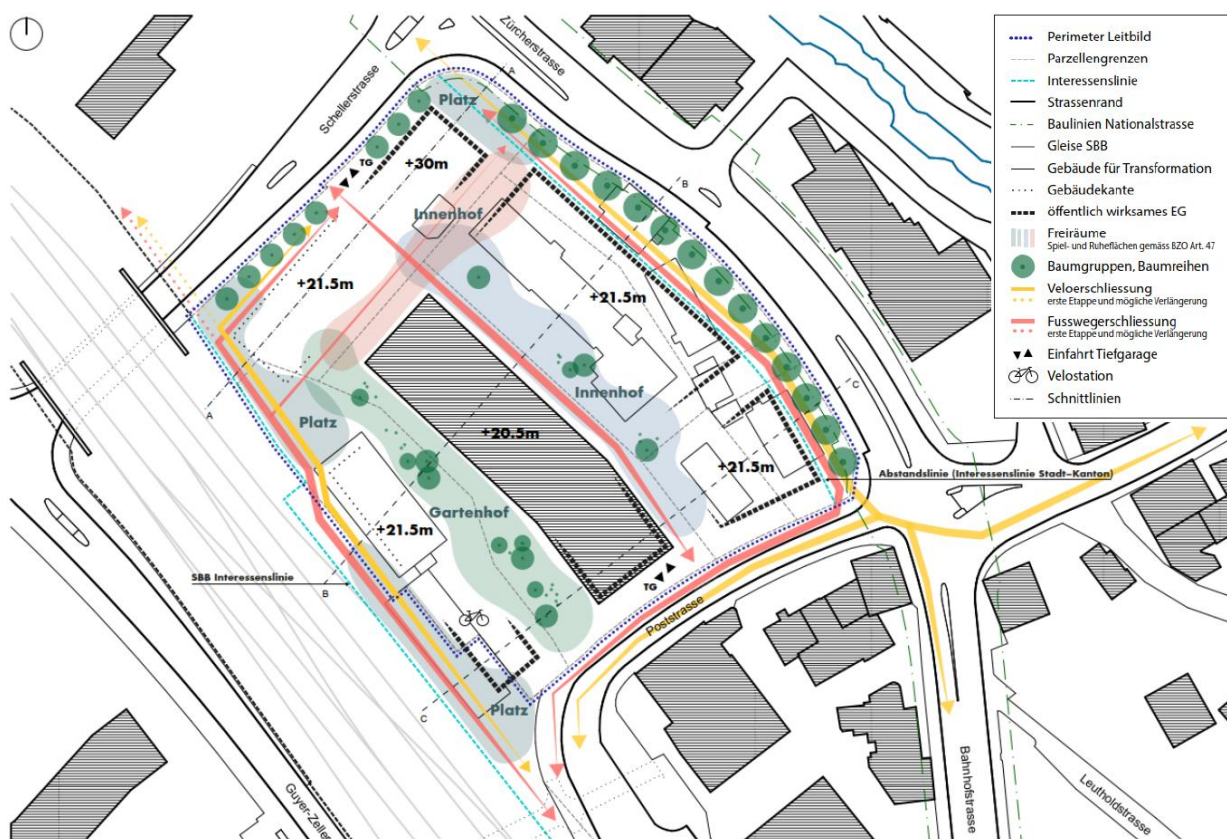 Zürcherstrasse
Schellerstrasse
A
Platz
+30m
TG
B
Innenhof
+21.5m
+21.5m
C
Innenhof
A
Platz
+20.5m
+21.5m
Abstandslinie (Interessenslinie Stadt-Kanton)
Gartenhof
+21.5m
SBB Interessenslinie
B
TG
Poststrasse
Platz
C
Guyer-Zeller
Bahnhofstrasse
Leutholdstrasse
Perimeter Leitbild
Parzellengrenzen
Interessenslinie
Strassenrand
Baulinien Nationalstrasse
Gleise SBB
Gebäude für Transformation
Gebäudekante
öffentlich wirksames EG
Freiräume
Spiel- und Ruheflächen gemäss BZO Art. 47
Baumgruppen, Baumreihen
Veloerschliessung
erste Etappe und mögliche Verlängerung
Fusswegerschliessung
erste Etappe und mögliche Verlängerung
Einfahrt Tiefgarage
Velostation
Schnittlinien